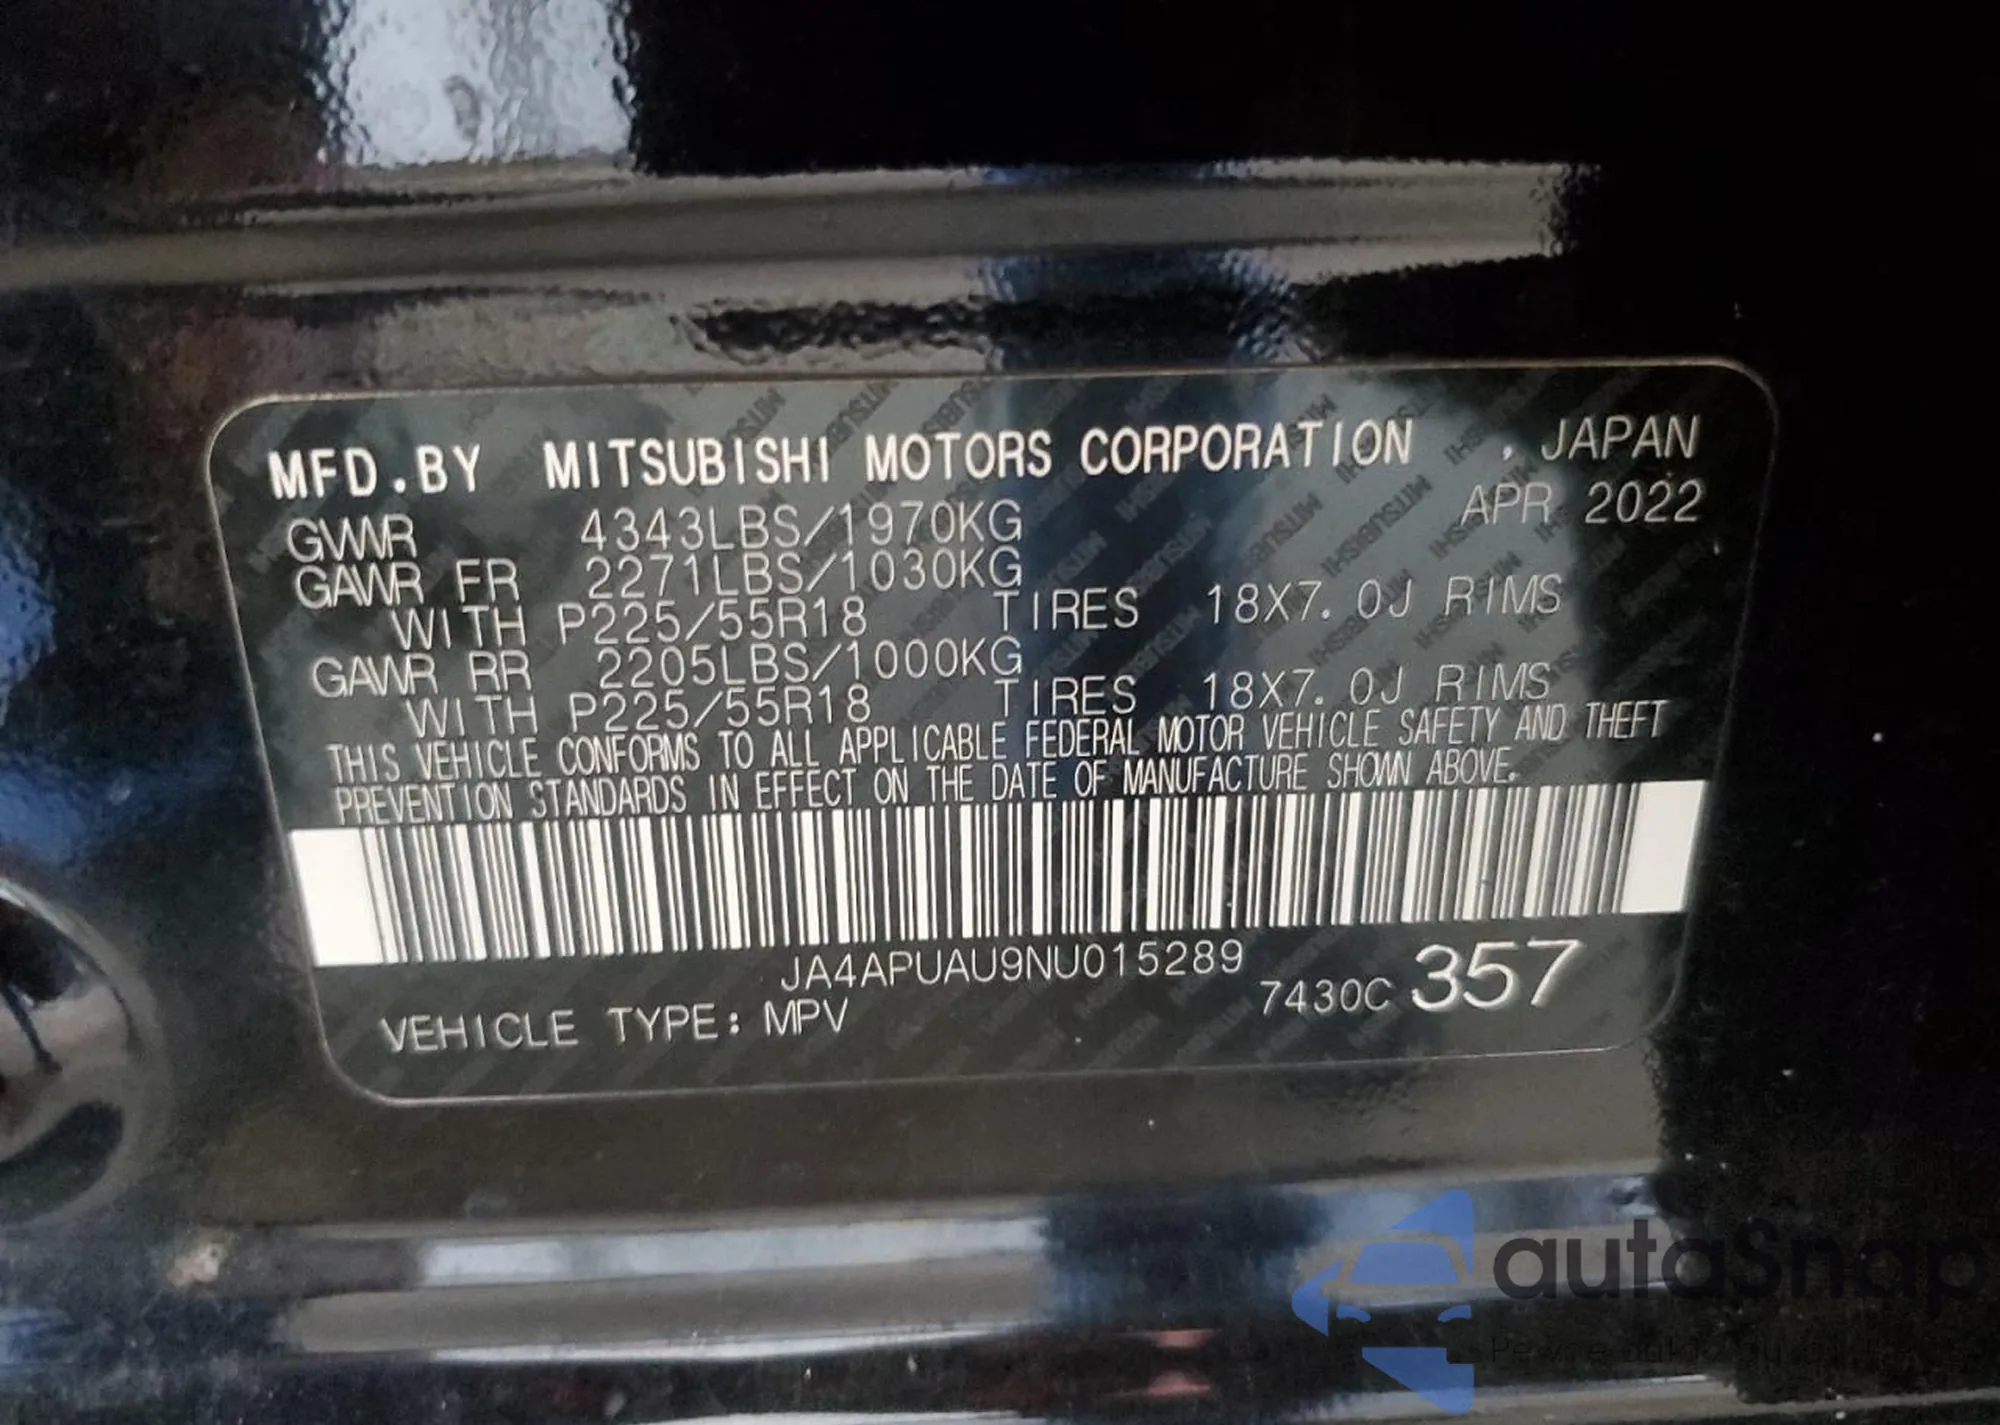 MFD.BY MITSUBISHI MOTORS CORPORATION , JAPAN
APR 2022
GVWR 4343LBS/1970KG
GAWR FR 2271LBS/1030KG
WITH P225/55R18 TIRES 18X7.0J RIMS
GAWR RR 2205LBS/1000KG
WITH P225/55R18 TIRES 18X7.0J RIMS
THIS VEHICLE CONFORMS TO ALL APPLICABLE FEDERAL MOTOR VEHICLE SAFETY AND THEFT
PREVENTION STANDARDS IN EFFECT ON THE DATE OF MANUFACTURE SHOWN ABOVE.
JA4APUAU9NU015289
7430C 357
VEHICLE TYPE: MPV
autaSnap